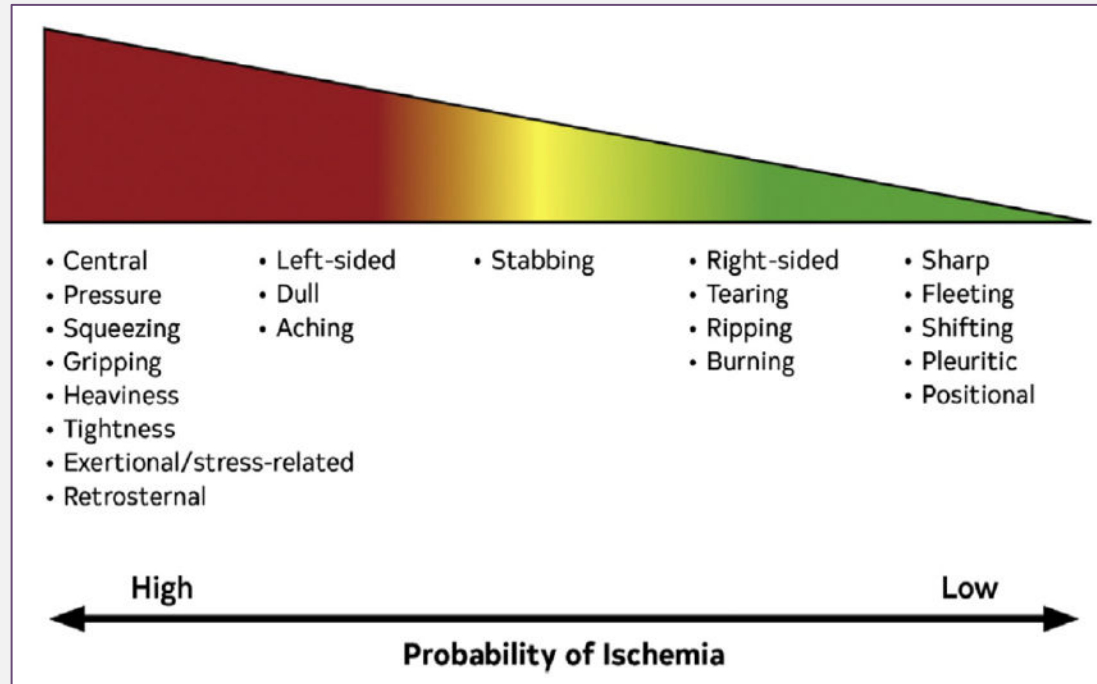 • Central
• Pressure
• Squeezing
• Gripping
• Heaviness
• Tightness
• Exertional/stress-related
• Retrosternal
• Left-sided
• Dull
• Aching
• Stabbing
• Right-sided
• Tearing
• Ripping
• Burning
• Sharp
• Fleeting
• Shifting
• Pleuritic
• Positional
High
Low
Probability of Ischemia